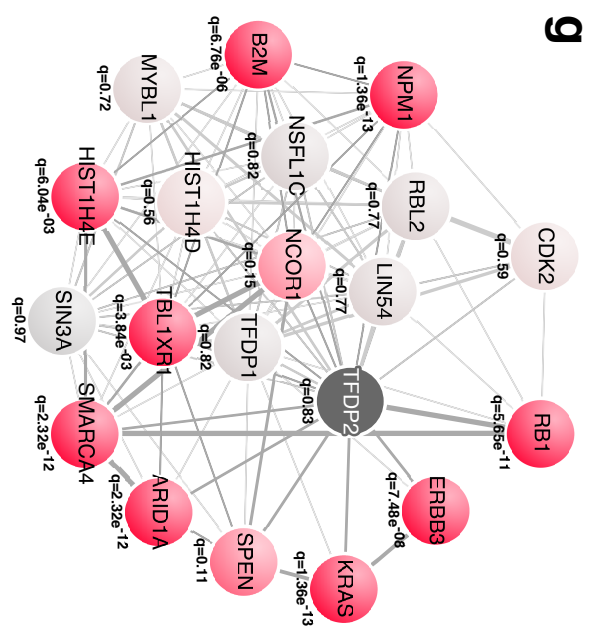 g
CDK2
q=0.59
RB1
q=5.65e-11
NPM1
q=1.36e-13
RBL2
q=0.77
ERBB3
q=7.48e-08
LIN54
q=0.77
TFDP2
q=0.83
KRAS
q=1.36e-13
NSFL1C
q=0.82
NCOR1
q=0.15
B2M
q=6.76e-06
TFDP1
q=0.82
SPEN
q=0.11
HIST1H4D
q=0.56
TBL1XR1
q=3.84e-03
ARID1A
q=2.32e-12
MYBL1
q=0.72
HIST1H4E
q=6.04e-03
SMARCA4
q=2.32e-12
SIN3A
q=0.97